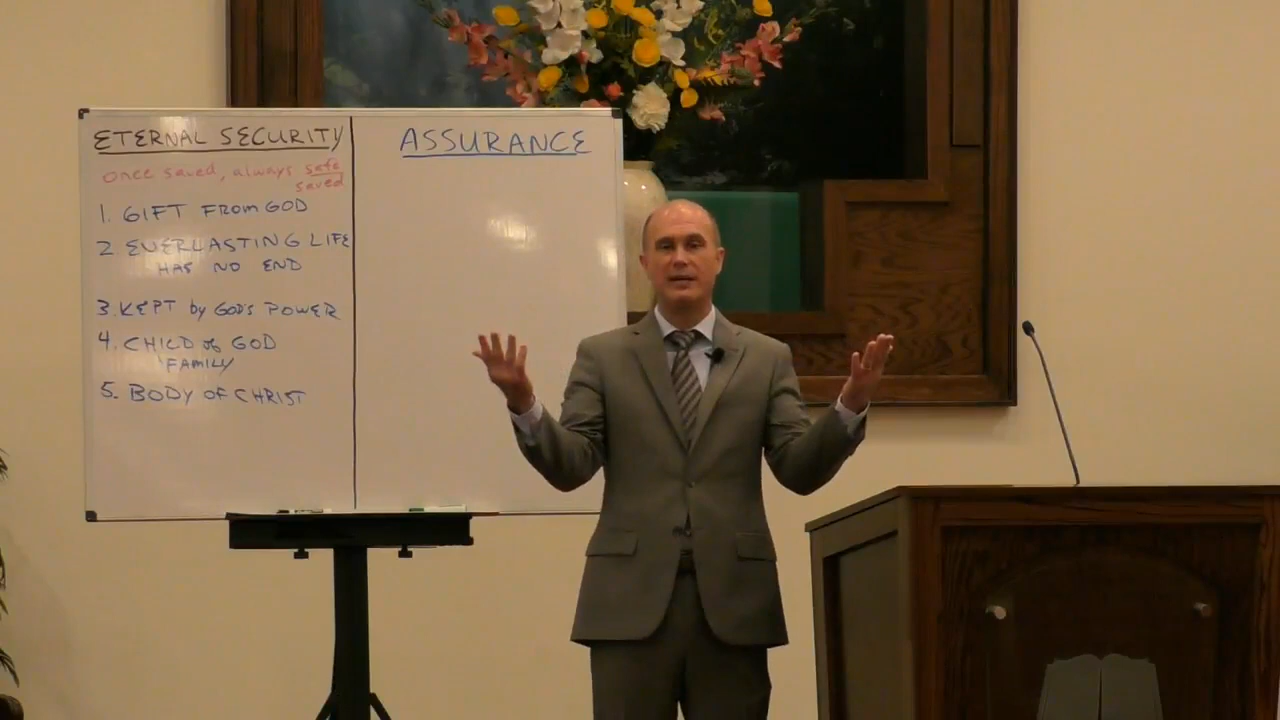 ETERNAL SECURITY
once saved, always safe
saved
1. GIFT FROM GOD
2 EVERLASTING LIFE
HAS NO END
3. KEPT by GOD'S POWER
4. CHILD of GOD
FAMILY
5. BODY OF CHRIST
ASSURANCE